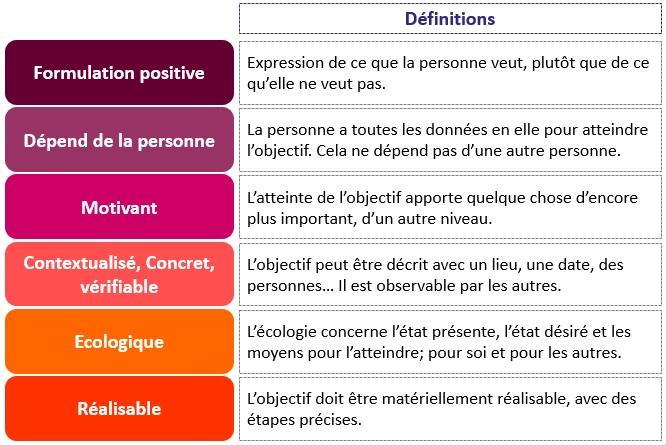 Définitions
Formulation positive
Expression de ce que la personne veut, plutôt que de ce
qu'elle ne veut pas.
Dépend de la personne
La personne a toutes les données en elle pour atteindre
l'objectif. Cela ne dépend pas d'une autre personne.
Motivant
L'atteinte de l'objectif apporte quelque chose d'encore
plus important, d'un autre niveau.
Contextualisé, Concret,
vérifiable
L'objectif peut être décrit avec un lieu, une date, des
personnes... Il est observable par les autres.
Ecologique
L'écologie concerne l'état présente, l'état désiré et les
moyens pour l'atteindre; pour soi et pour les autres.
Réalisable
L'objectif doit être matériellement réalisable, avec des
étapes précises.